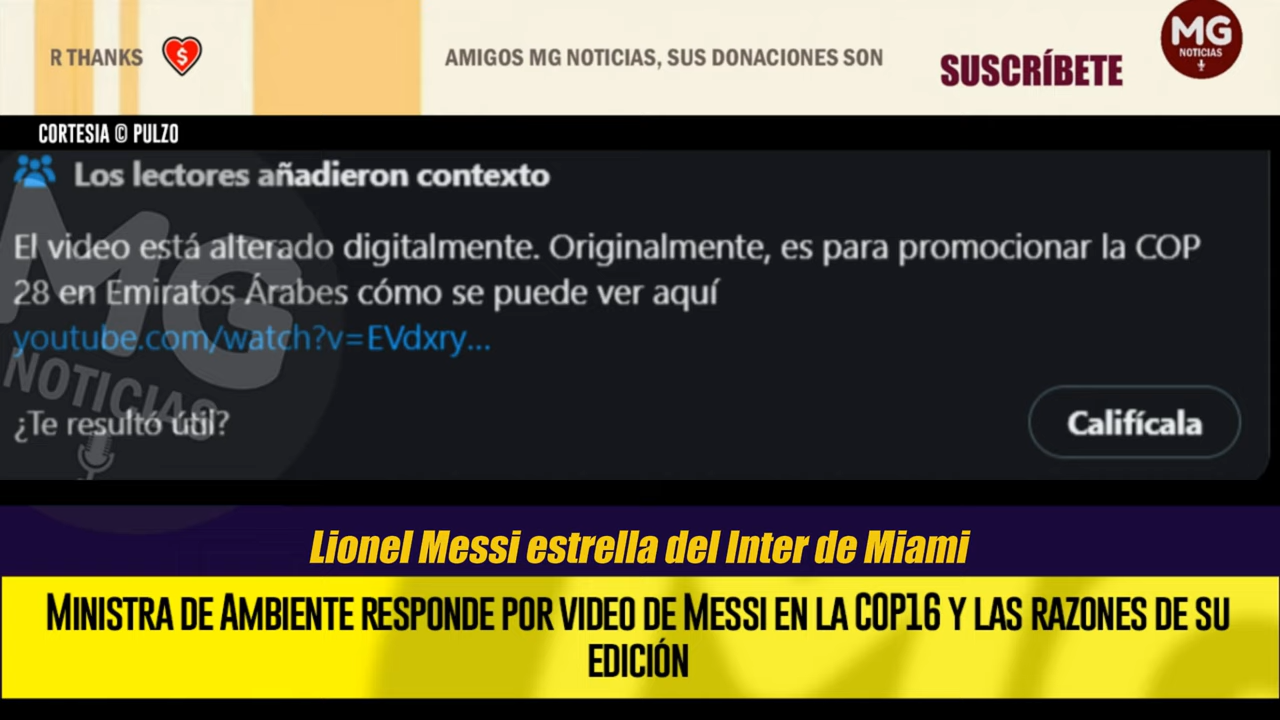 R THANKS
AMIGOS MG NOTICIAS, SUS DONACIONES SON
SUSCRÍBETE
MG
NOTICIAS
CORTESIA © PULZO
Los lectores añadieron contexto
El video está alterado digitalmente. Originalmente, es para promocionar la COP
28 en Emiratos Árabes cómo se puede ver aquí
youtube.com/watch?v=EVdxry...
MG
NOTICIAS
¿Te resultó útil?
Califícala
Lionel Messi estrella del Inter de Miami
MINISTRA DE AMBIENTE RESPONDE POR VIDEO DE MESSI EN LA COP16 Y LAS RAZONES DE SU
EDICIÓN